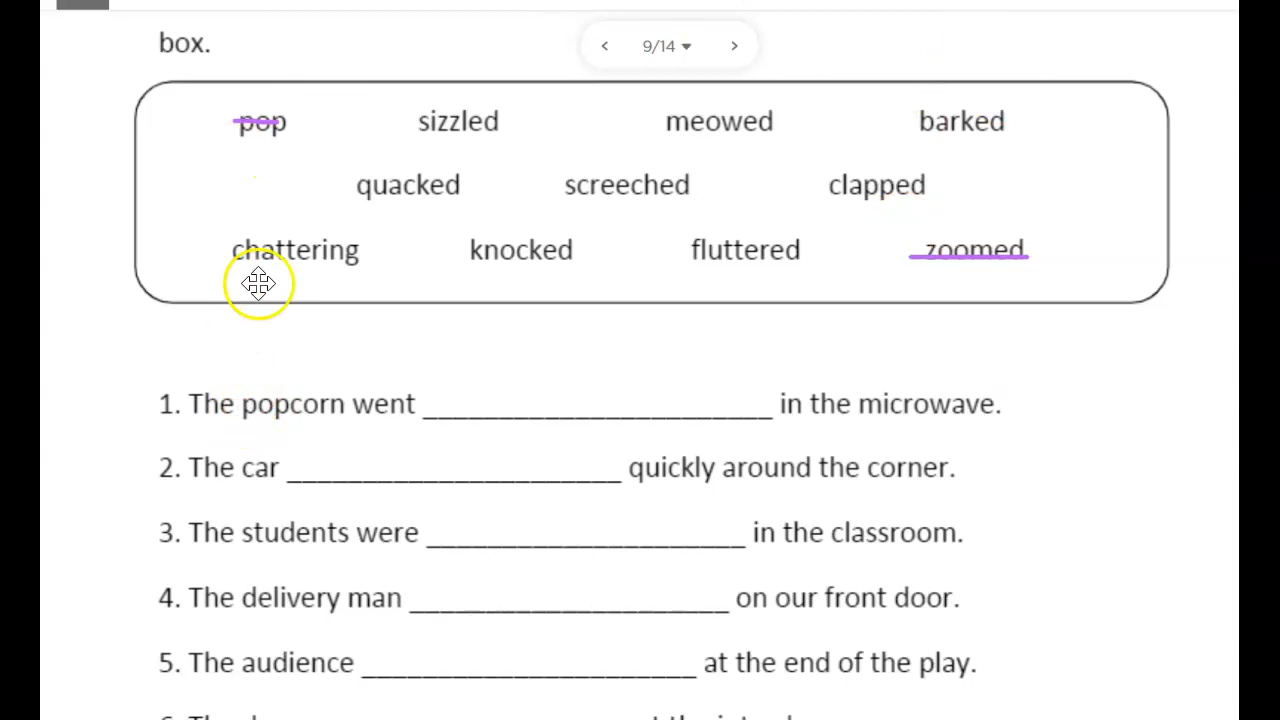 box.
9/14
pop sizzled meowed barked
quacked screeched clapped
chattering knocked fluttered zoomed
1. The popcorn went _______________________ in the microwave.
2. The car ______________________ quickly around the corner.
3. The students were _____________________ in the classroom.
4. The delivery man _____________________ on our front door.
5. The audience ______________________ at the end of the play.